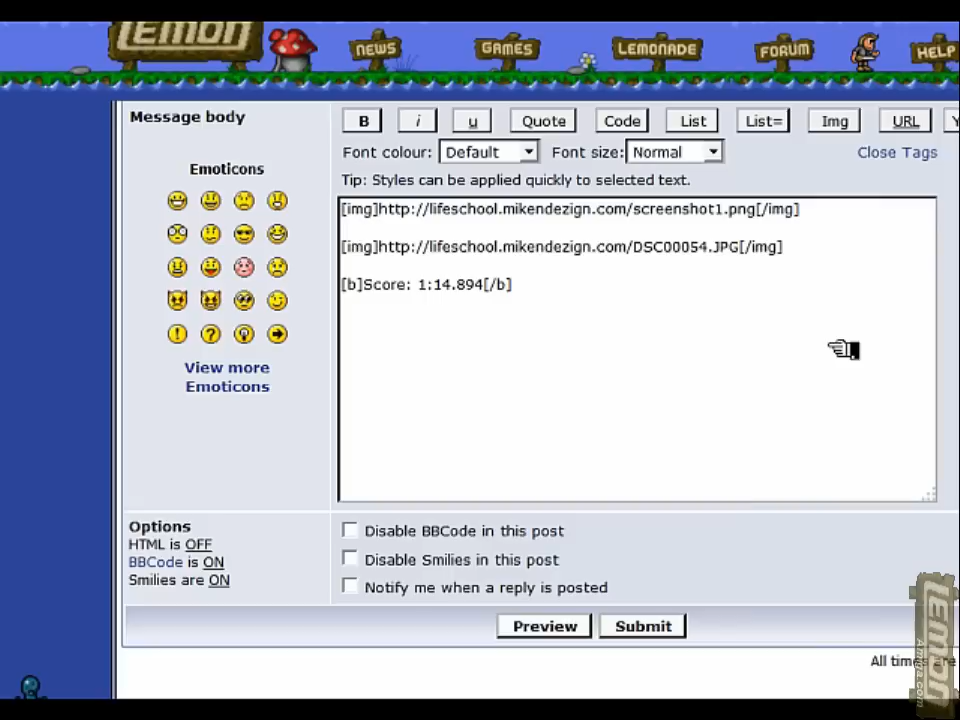 LEMON
NEWS
GAMES
LEMONADE
FORUM
HELP
Message body
B i u Quote Code List List= Img URL Y
Font colour: Default Font size: Normal Close Tags
Emoticons
Tip: Styles can be applied quickly to selected text.
[img]http://lifeschool.mikendezign.com/screenshot1.png[/img]
[img]http://lifeschool.mikendezign.com/DSC00054.JPG[/img]
[b]Score: 1:14.894[/b]
View more
Emoticons
Options
HTML is OFF
BBCode is ON
Smilies are ON
Disable BBCode in this post
Disable Smilies in this post
Notify me when a reply is posted
Preview Submit
All times are
LEMON
Amiga.com